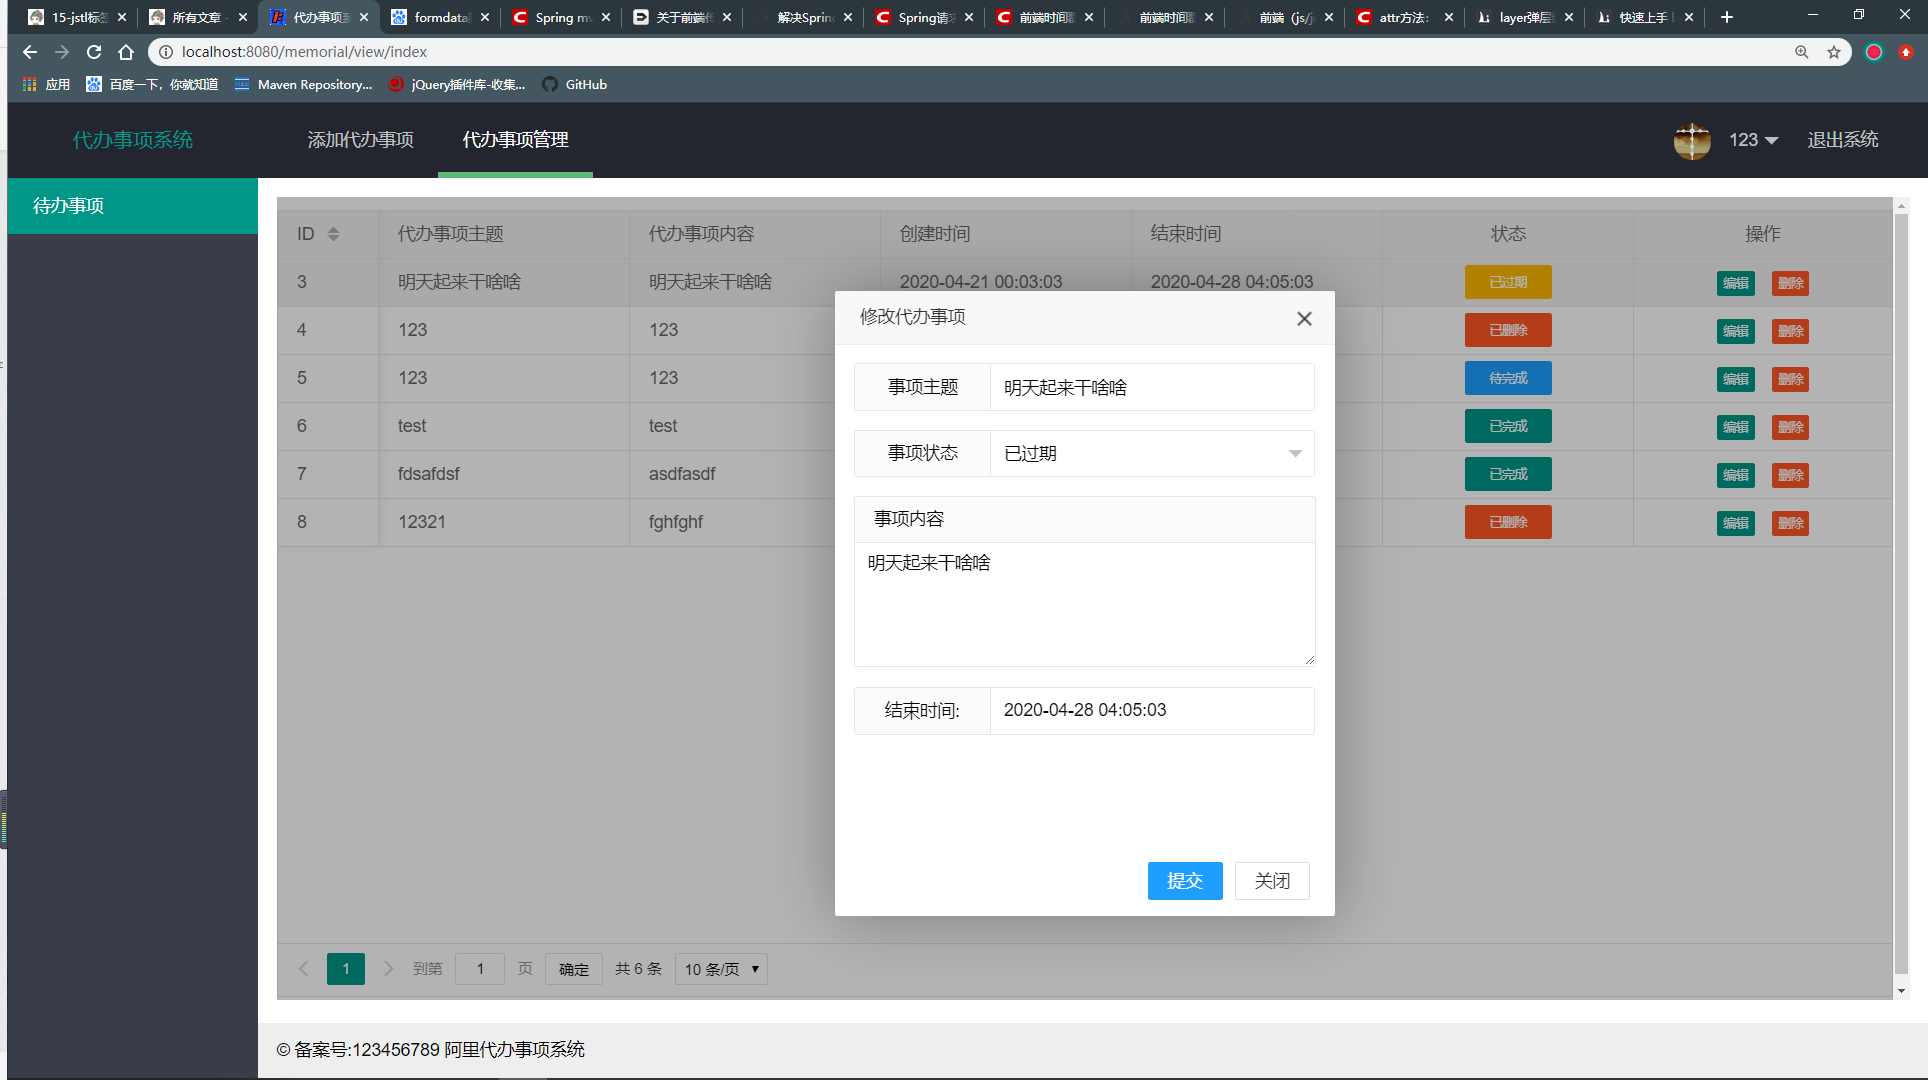 15-jstl标签
所有文章 -
代办事项系
formdata
Spring mv
关于前端传
解决Spring
Spring请求
前端时间
前端时间
前端（js/j
attr方法:
layer弹层
快速上手
localhost:8080/memorial/view/index
应用
百度一下，你就知道
Maven Repository...
jQuery插件库-收集...
GitHub
代办事项系统
添加代办事项
代办事项管理
123
退出系统
待办事项
ID 代办事项主题 代办事项内容 创建时间 结束时间 状态 操作
3 明天起来干啥啥 明天起来干啥啥 2020-04-21 00:03:03 2020-04-28 04:05:03 已过期 编辑 删除
4 123 123 已删除 编辑 删除
5 123 123 待完成 编辑 删除
6 test test 已完成 编辑 删除
7 fdsafdsf asdfasdf 已完成 编辑 删除
8 12321 fghfghf 已删除 编辑 删除
修改代办事项
事项主题 明天起来干啥啥
事项状态 已过期
事项内容
明天起来干啥啥
结束时间: 2020-04-28 04:05:03
提交 关闭
1 到第 1 页 确定 共 6 条 10 条/页
© 备案号:123456789 阿里代办事项系统